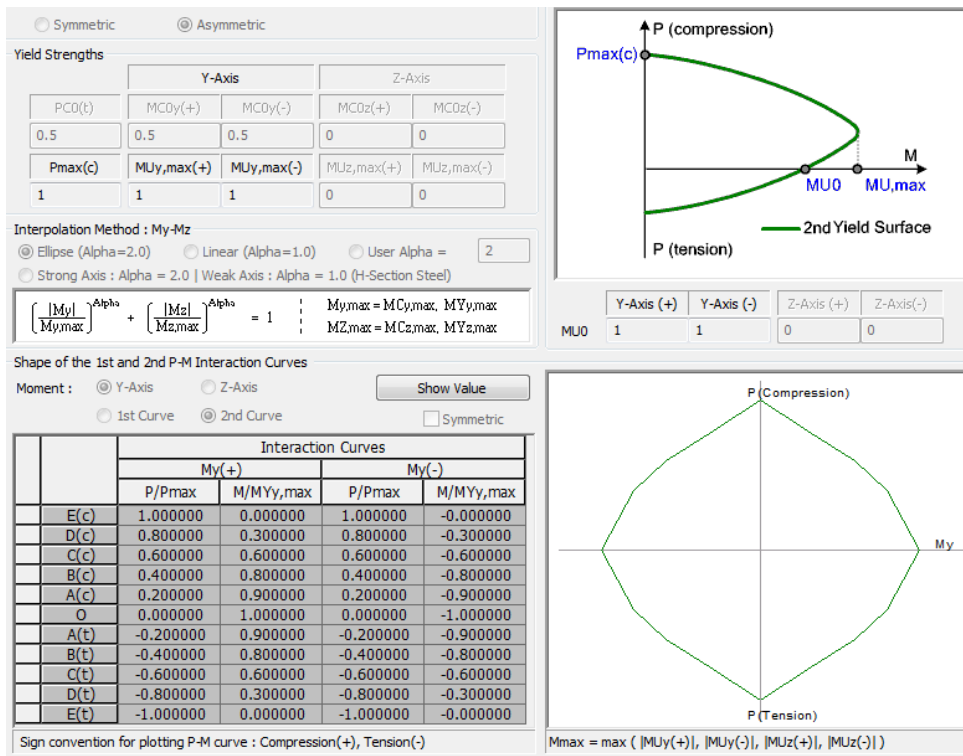 Symmetric Asymmetric
Yield Strengths
Y-Axis Z-Axis
PC0(t) MC0y(+) MC0y(-) MC0z(+) MC0z(-)
0.5 0.5 0.5 0 0
Pmax(c) MUy,max(+) MUy,max(-) MUz,max(+) MUz,max(-)
1 1 1 0 0
Interpolation Method : My-Mz
Ellipse (Alpha=2.0) Linear (Alpha=1.0) User Alpha = 2
Strong Axis : Alpha = 2.0 | Weak Axis : Alpha = 1.0 (H-Section Steel)
(|My| / My,max)^Alpha + (|Mz| / Mz,max)^Alpha = 1
My,max = MCy,max, MYy,max
MZ,max = MCz,max, MYz,max
P (compression)
Pmax(c)
M
MU0 MU,max
2nd Yield Surface
P (tension)
Y-Axis (+) Y-Axis (-) Z-Axis (+) Z-Axis(-)
MU0 1 1 0 0
Shape of the 1st and 2nd P-M Interaction Curves
Moment : Y-Axis Z-Axis Show Value
1st Curve 2nd Curve Symmetric
Interaction Curves
My(+) My(-)
P/Pmax M/MYy,max P/Pmax M/MYy,max
E(c) 1.000000 0.000000 1.000000 -0.000000
D(c) 0.800000 0.300000 0.800000 -0.300000
C(c) 0.600000 0.600000 0.600000 -0.600000
B(c) 0.400000 0.800000 0.400000 -0.800000
A(c) 0.200000 0.900000 0.200000 -0.900000
O 0.000000 1.000000 0.000000 -1.000000
A(t) -0.200000 0.900000 -0.200000 -0.900000
B(t) -0.400000 0.800000 -0.400000 -0.800000
C(t) -0.600000 0.600000 -0.600000 -0.600000
D(t) -0.800000 0.300000 -0.800000 -0.300000
E(t) -1.000000 0.000000 -1.000000 -0.000000
Sign convention for plotting P-M curve : Compression(+), Tension(-)
P(Compression)
My
P(Tension)
Mmax = max ( |MUy(+)|, |MUy(-)|, |MUz(+)|, |MUz(-)| )